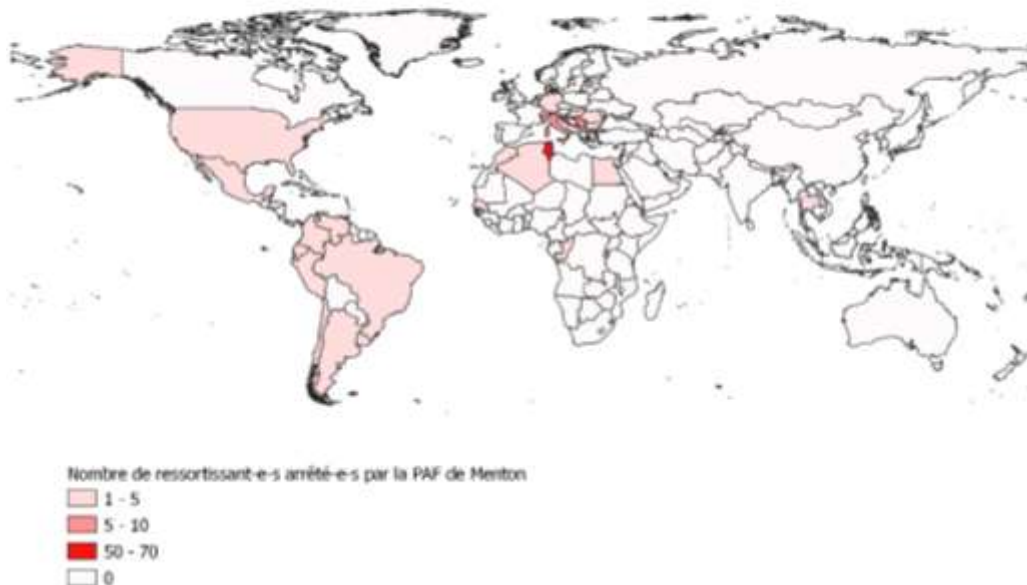 Nombre de ressortissant-e-s arrêté-e-s par la PAF de Menton
1 - 5
5 - 10
50 - 70
0